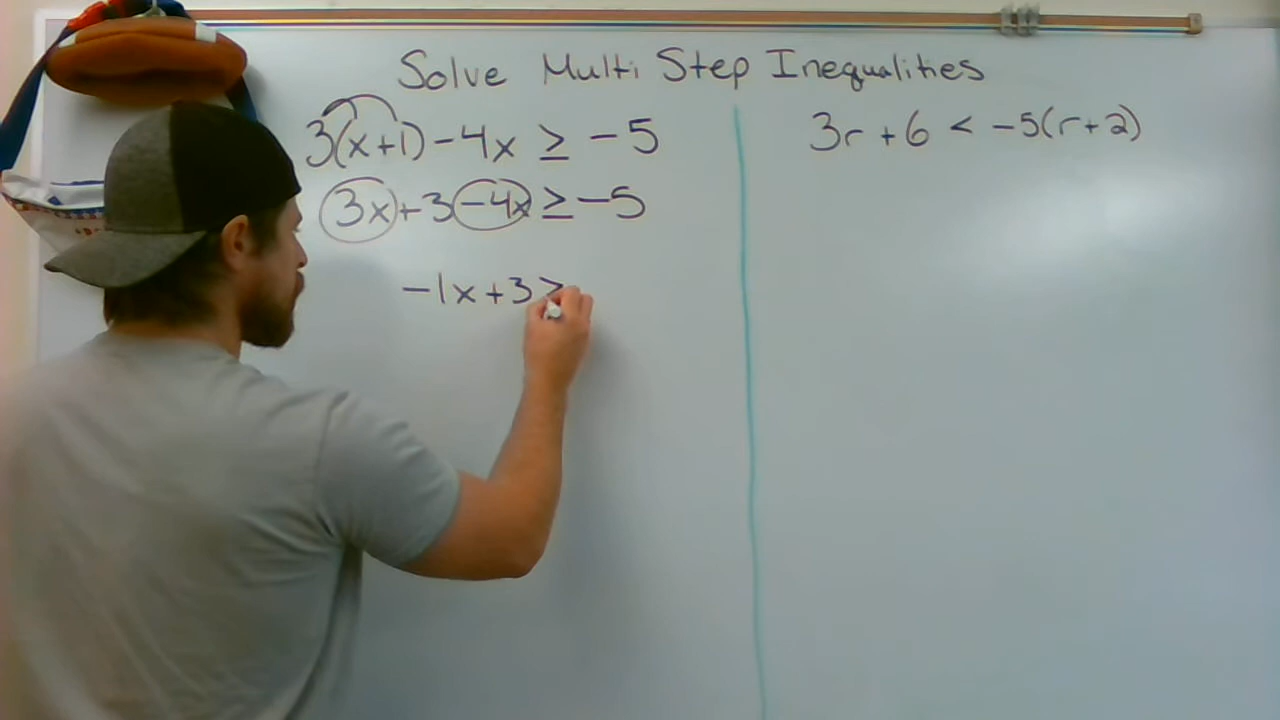 Solve Multi Step Inequalities
3(x+1)-4x ≥ -5
3x+3-4x ≥ -5
-1x+3 >
3r+6 < -5(r+2)